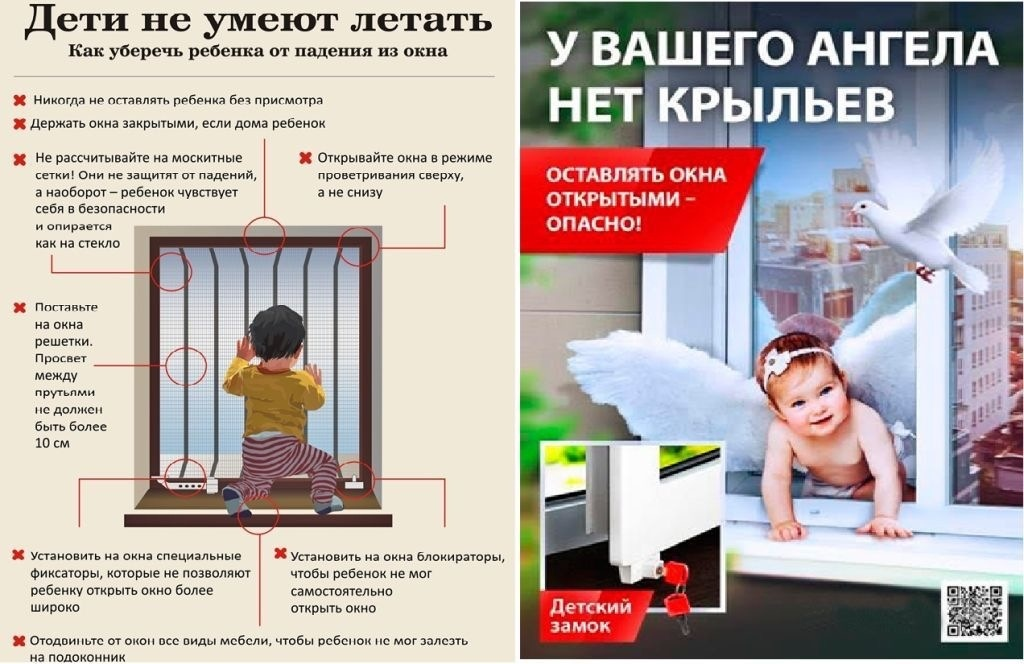 Дети не умеют летать
Как уберечь ребенка от падения из окна
Никогда не оставлять ребенка без присмотра
Держать окна закрытыми, если дома ребенок
Не рассчитывайте на москитные
сетки! Они не защитят от падений,
а наоборот – ребенок чувствует
себя в безопасности
и опирается
как на стекло
Открывайте окна в режиме
проветривания сверху,
а не снизу
Поставьте
на окна
решетки.
Просвет
между
прутьями
не должен
быть более
10 см
Установить на окна специальные
фиксаторы, которые не позволяют
ребенку открыть окно более
широко
Установить на окна блокираторы,
чтобы ребенок не мог
самостоятельно
открыть окно
Отодвиньте от окон все виды мебели, чтобы ребенок не мог залезть
на подоконник
У ВАШЕГО АНГЕЛА
НЕТ КРЫЛЬЕВ
ОСТАВЛЯТЬ ОКНА
ОТКРЫТЫМИ –
ОПАСНО!
Детский
замок